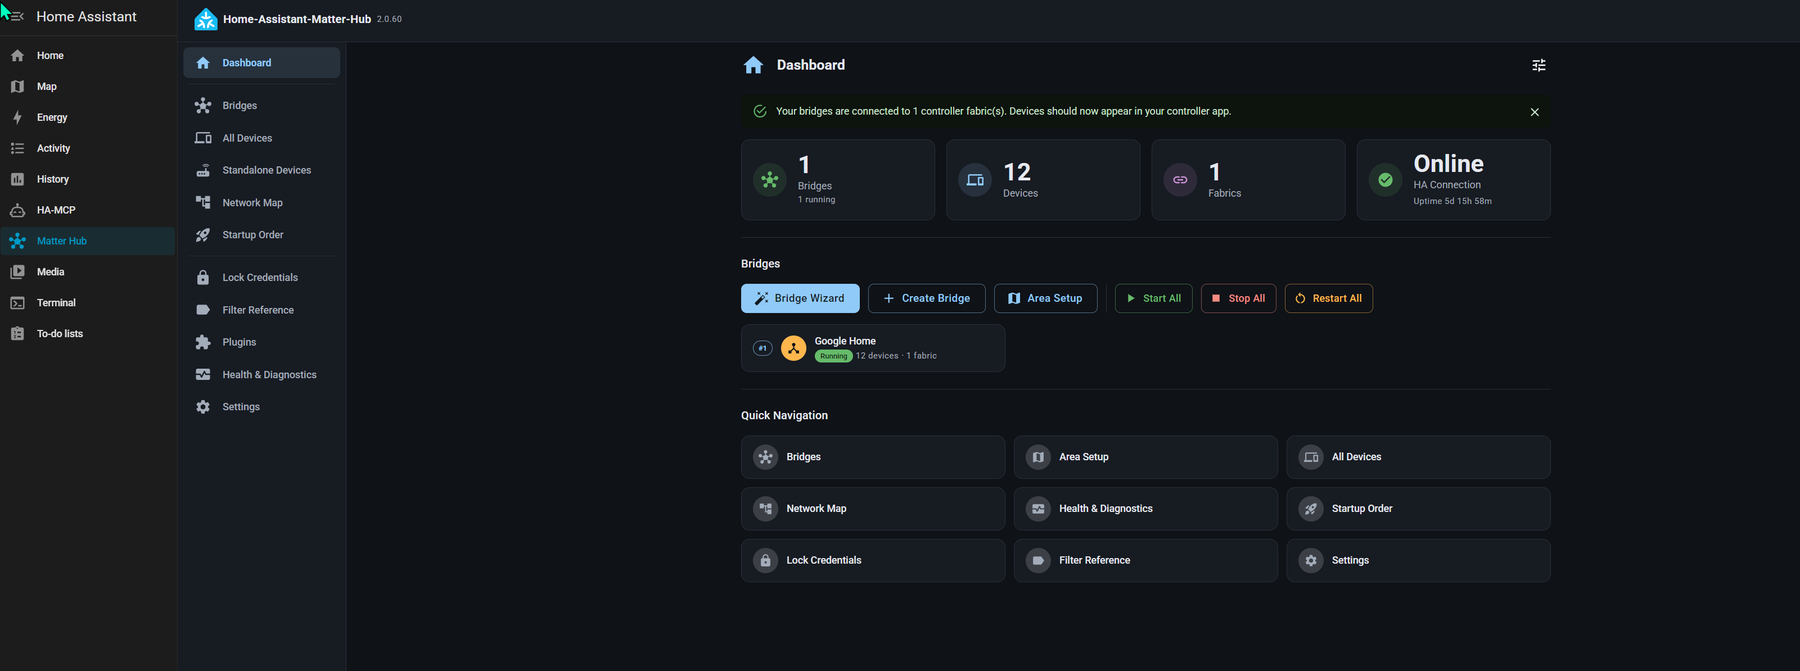 Home Assistant
Home
Map
Energy
Activity
History
HA-MCP
Matter Hub
Media
Terminal
To-do lists
Home-Assistant-Matter-Hub 2.0.60
Dashboard
Bridges
All Devices
Standalone Devices
Network Map
Startup Order
Lock Credentials
Filter Reference
Plugins
Health & Diagnostics
Settings
Dashboard
Your bridges are connected to 1 controller fabric(s). Devices should now appear in your controller app.
1
Bridges
1 running
12
Devices
1
Fabrics
Online
HA Connection
Uptime 5d 15h 58m
Bridges
Bridge Wizard
Create Bridge
Area Setup
Start All
Stop All
Restart All
#1
Google Home
Running 12 devices · 1 fabric
Quick Navigation
Bridges
Area Setup
All Devices
Network Map
Health & Diagnostics
Startup Order
Lock Credentials
Filter Reference
Settings